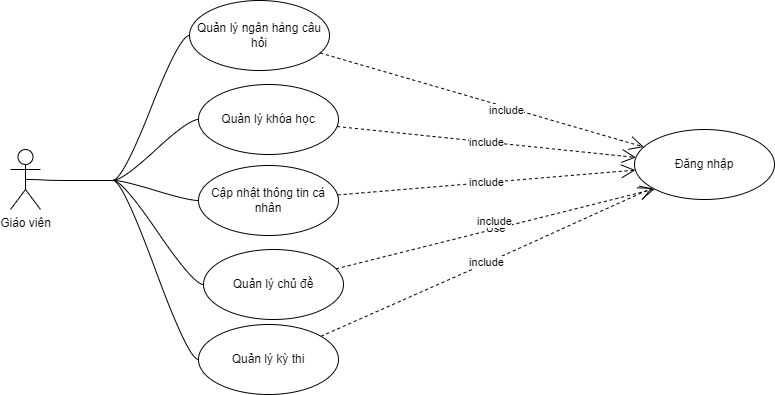 Quản lý ngân hàng câu
hỏi
include
Quản lý khóa học
include
Đăng nhập
Cập nhật thông tin cá
nhân
include
Giáo viên
include
Use
Quản lý chủ đề
include
Quản lý kỳ thi